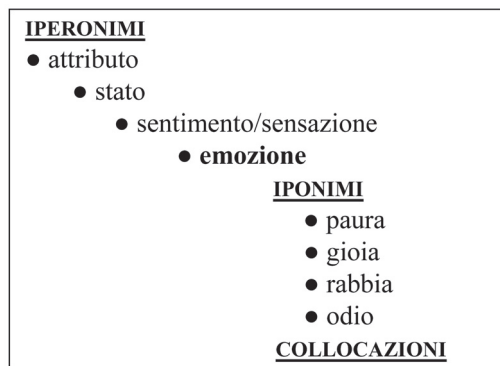 IPERONIMI
● attributo
● stato
● sentimento/sensazione
● emozione
IPONIMI
● paura
● gioia
● rabbia
● odio
COLLOCAZIONI